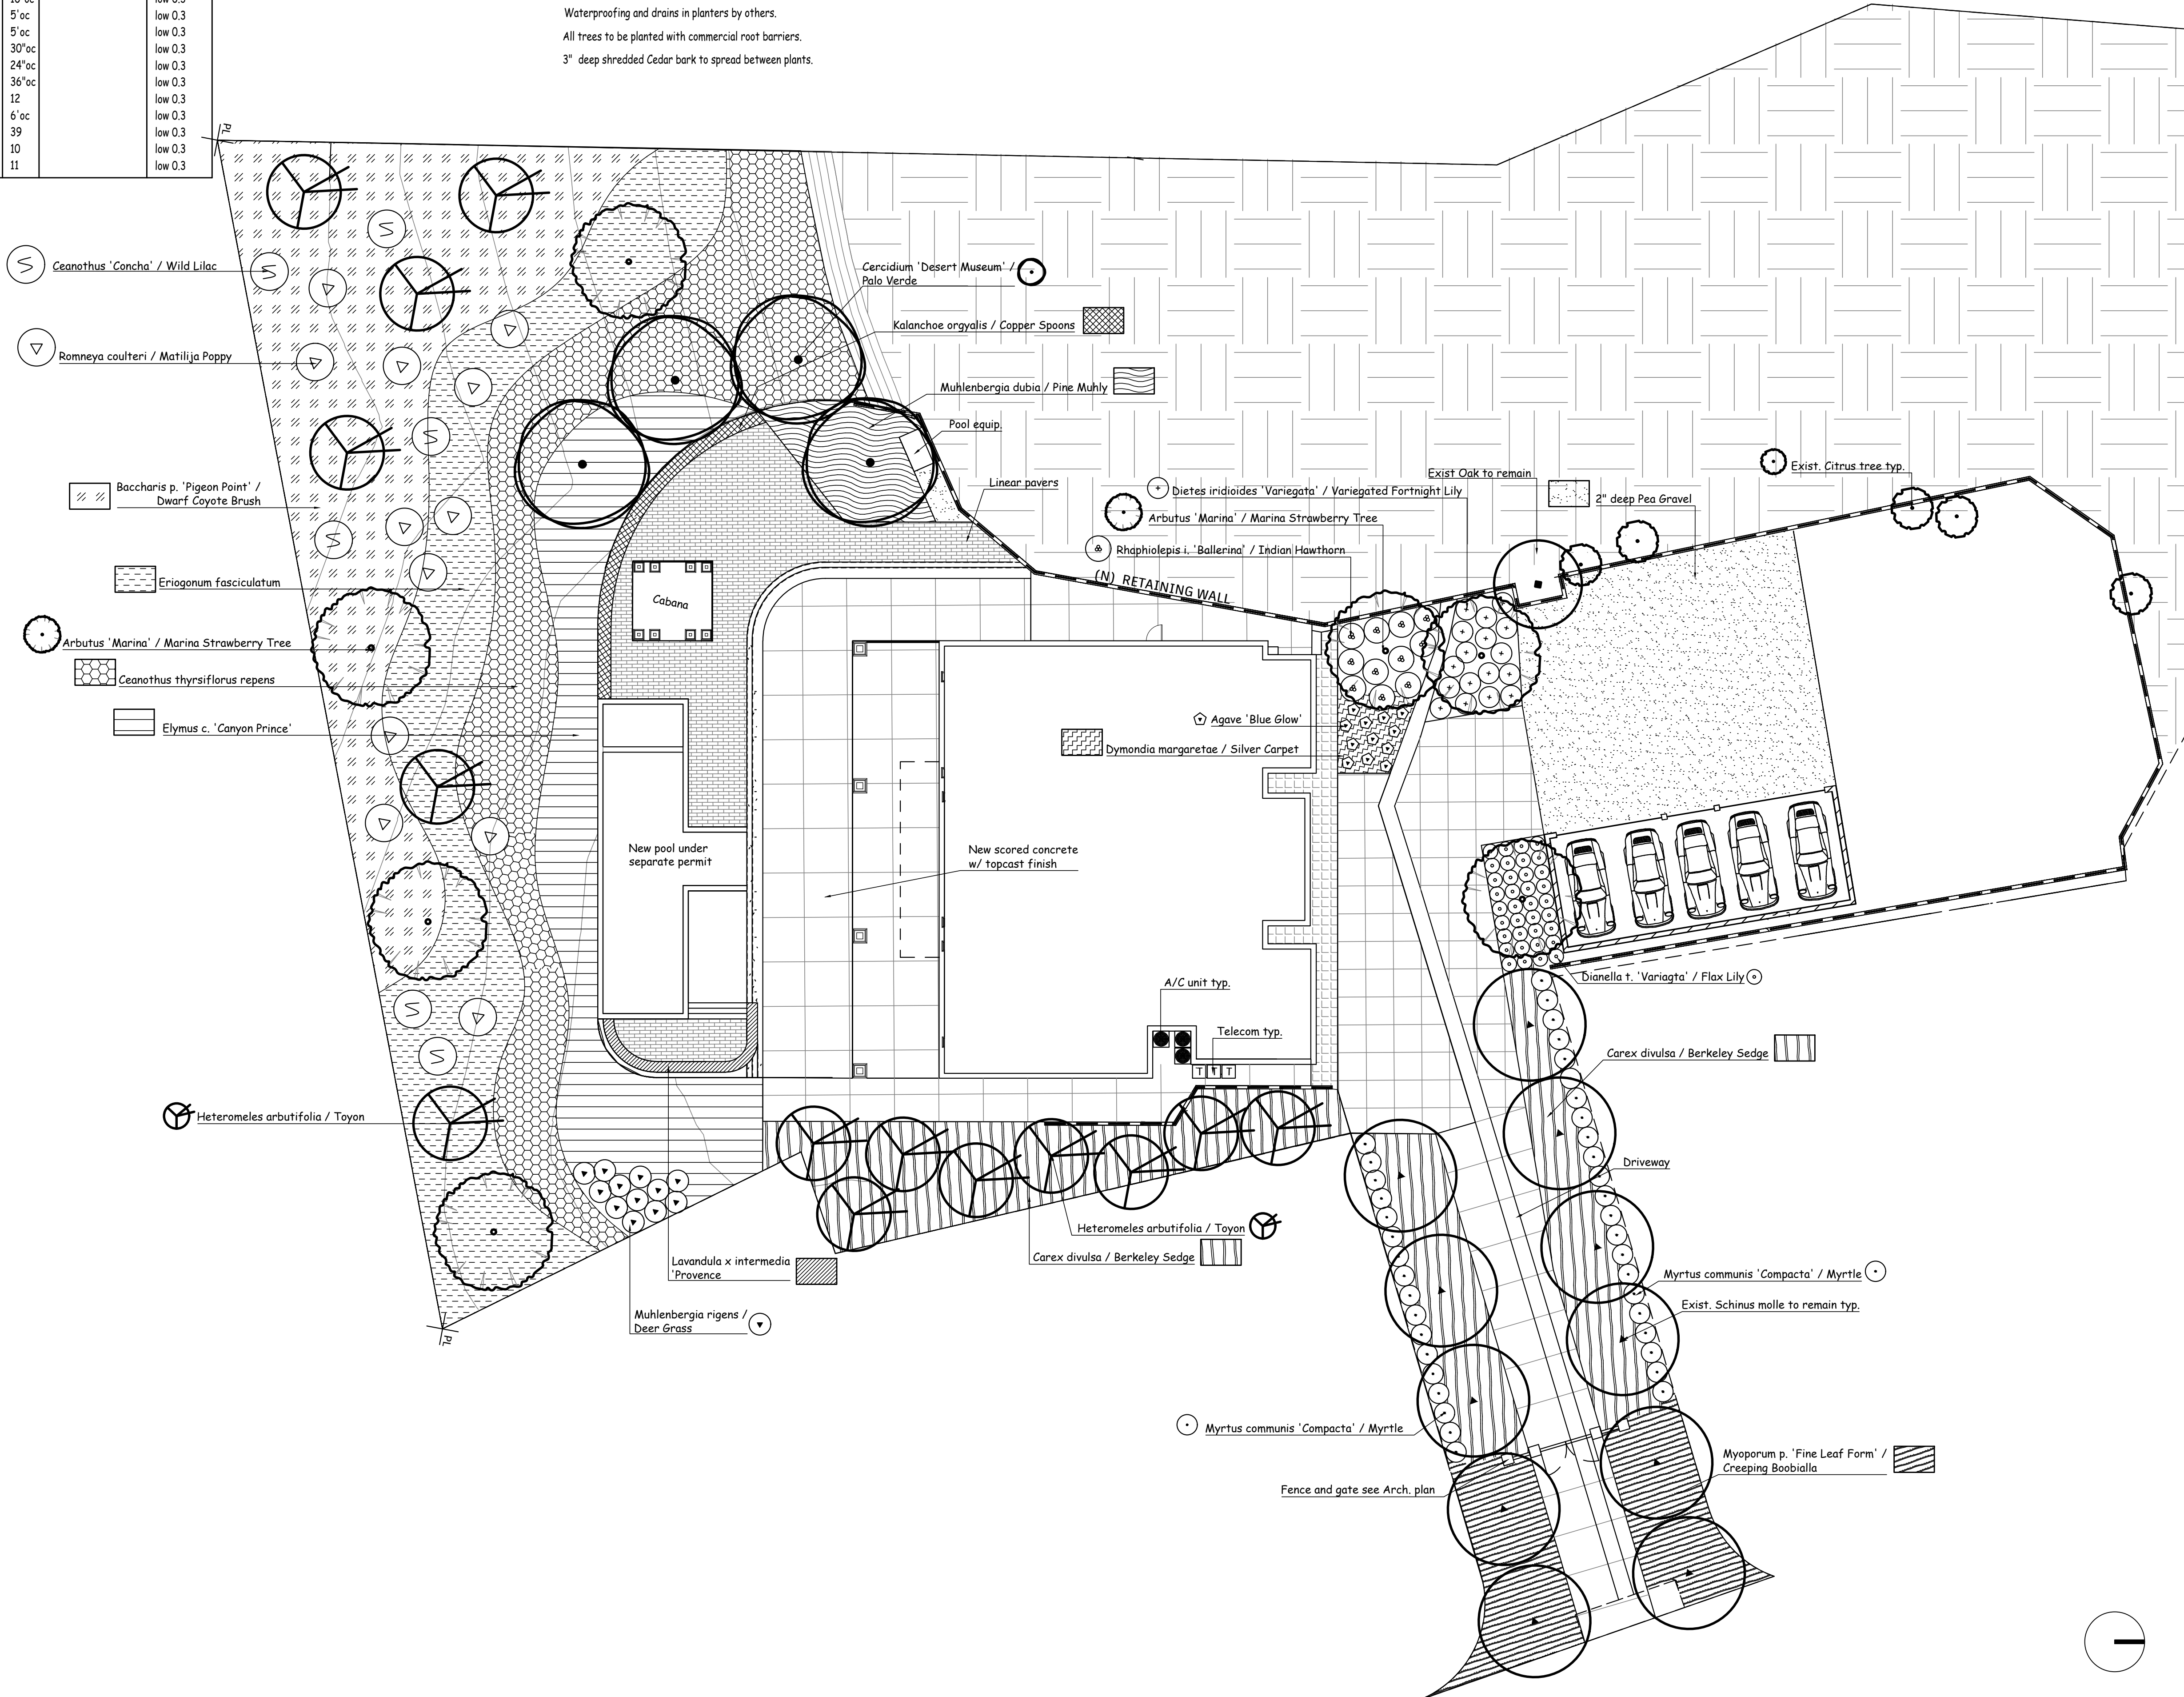 5'oc low 0.3
5'oc low 0.3
30"oc low 0.3
24"oc low 0.3
36"oc low 0.3
12 low 0.3
6'oc low 0.3
39 low 0.3
10 low 0.3
11 low 0.3
Waterproofing and drains in planters by others.
All trees to be planted with commercial root barriers.
3" deep shredded Cedar bark to spread between plants.
PL
Ceanothus 'Concha' / Wild Lilac
Romneya coulteri / Matilija Poppy
Baccharis p. 'Pigeon Point' /
Dwarf Coyote Brush
Eriogonum fasciculatum
Arbutus 'Marina' / Marina Strawberry Tree
Ceanothus thyrsiflorus repens
Elymus c. 'Canyon Prince'
Heteromeles arbutifolia / Toyon
Cercidium 'Desert Museum' /
Palo Verde
Kalanchoe orgyalis / Copper Spoons
Muhlenbergia dubia / Pine Muhly
Pool equip.
Linear pavers
Cabana
Dietes iridioides 'Variegata' / Variegated Fortnight Lily
Arbutus 'Marina' / Marina Strawberry Tree
Rhaphiolepis i. 'Ballerina' / Indian Hawthorn
(N) RETAINING WALL
Exist Oak to remain
2" deep Pea Gravel
Exist. Citrus tree typ.
Agave 'Blue Glow'
Dymondia margaretae / Silver Carpet
New pool under
separate permit
New scored concrete
w/ topcast finish
A/C unit typ.
Telecom typ.
T T T
Dianella t. 'Variagta' / Flax Lily
Carex divulsa / Berkeley Sedge
Driveway
Heteromeles arbutifolia / Toyon
Carex divulsa / Berkeley Sedge
Lavandula x intermedia
'Provence
Muhlenbergia rigens /
Deer Grass
PL
Myrtus communis 'Compacta' / Myrtle
Exist. Schinus molle to remain typ.
Myrtus communis 'Compacta' / Myrtle
Fence and gate see Arch. plan
Myoporum p. 'Fine Leaf Form' /
Creeping Boobialla